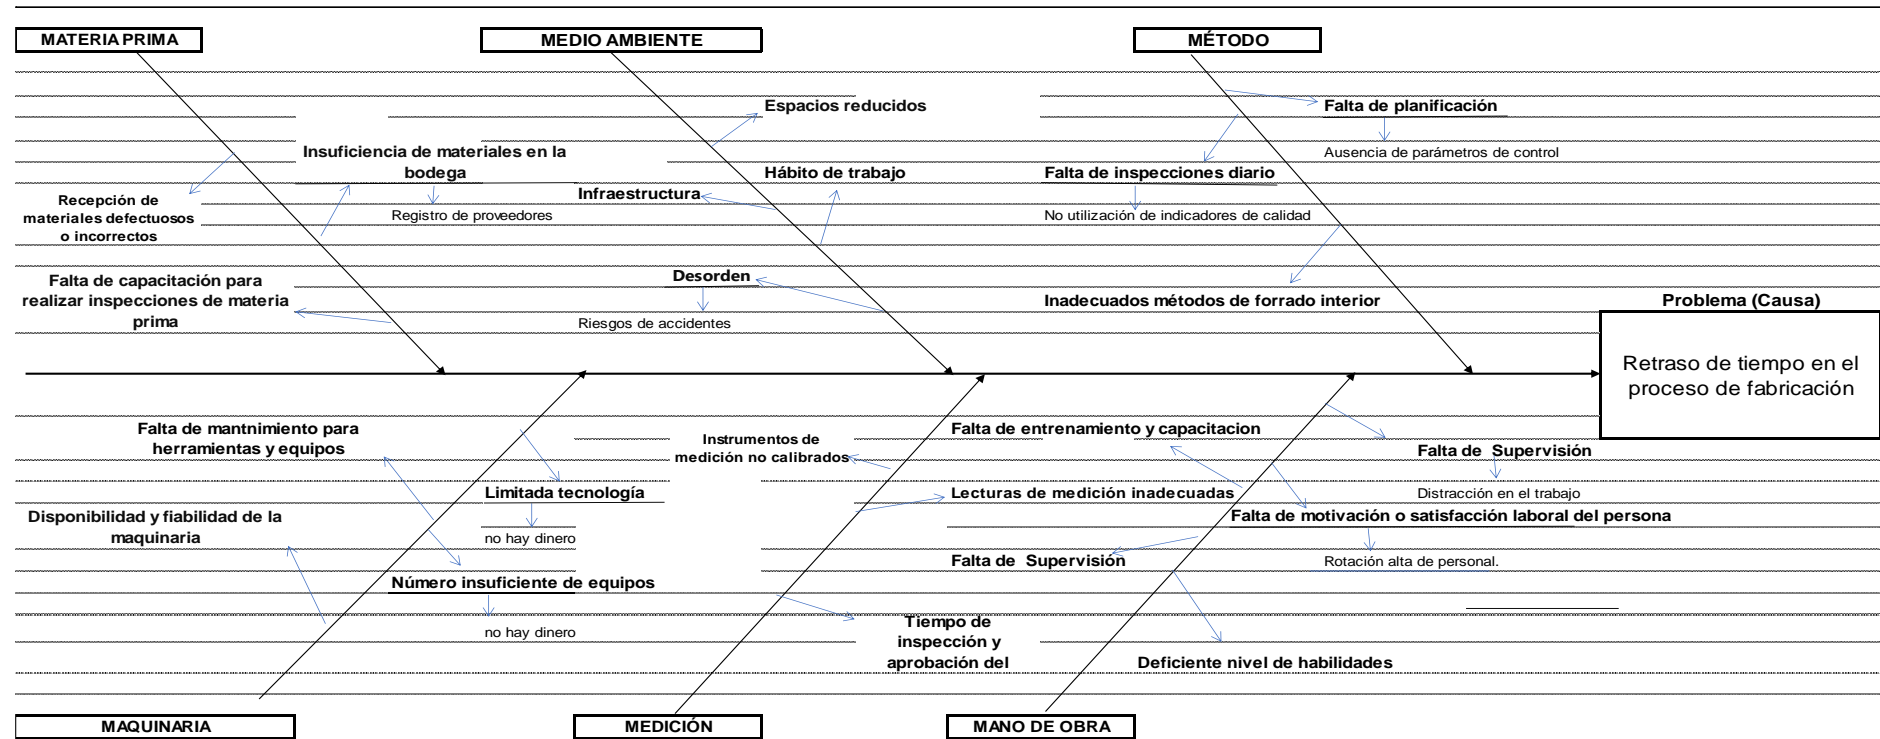 MATERIA PRIMA
MEDIO AMBIENTE
MÉTODO
Recepción de
materiales defectuosos
o incorrectos
Insuficiencia de materiales en la
bodega
Registro de proveedores
Falta de capacitación para
realizar inspecciones de materia
prima
Espacios reducidos
Hábito de trabajo
Infraestructura
Desorden
Riesgos de accidentes
Falta de planificación
Ausencia de parámetros de control
Falta de inspecciones diario
No utilización de indicadores de calidad
Inadecuados métodos de forrado interior
Problema (Causa)
Retraso de tiempo en el
proceso de fabricación
Falta de mantnimiento para
herramientas y equipos
Limitada tecnología
no hay dinero
Disponibilidad y fiabilidad de la
maquinaria
Número insuficiente de equipos
no hay dinero
Instrumentos de
medición no calibrados
Lecturas de medición inadecuadas
Tiempo de
inspección y
aprobación del
Falta de entrenamiento y capacitacion
Falta de Supervisión
Distracción en el trabajo
Falta de motivación o satisfacción laboral del persona
Rotación alta de personal.
Falta de Supervisión
Deficiente nivel de habilidades
MAQUINARIA
MEDICIÓN
MANO DE OBRA